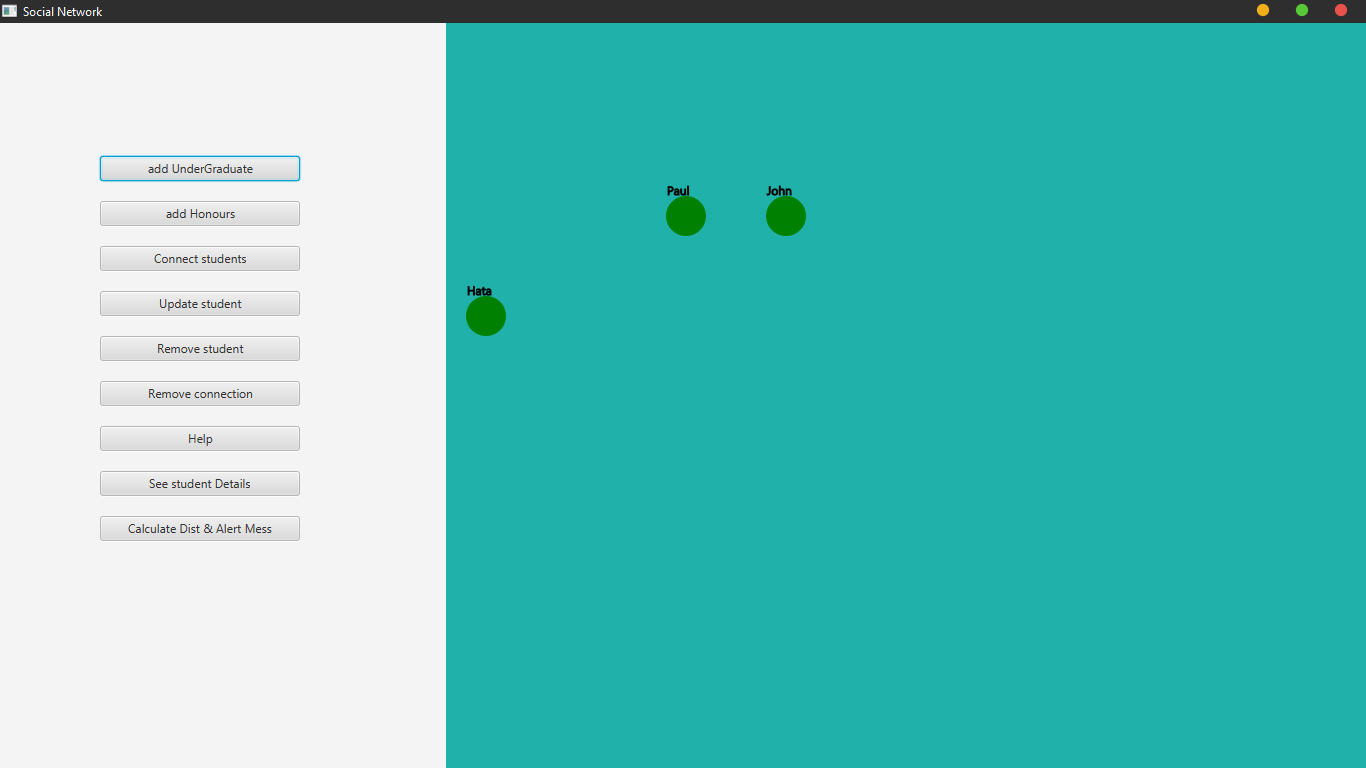 Social Network
add UnderGraduate
add Honours
Connect students
Update student
Remove student
Remove connection
Help
See student Details
Calculate Dist & Alert Mess
Paul
John
Hata